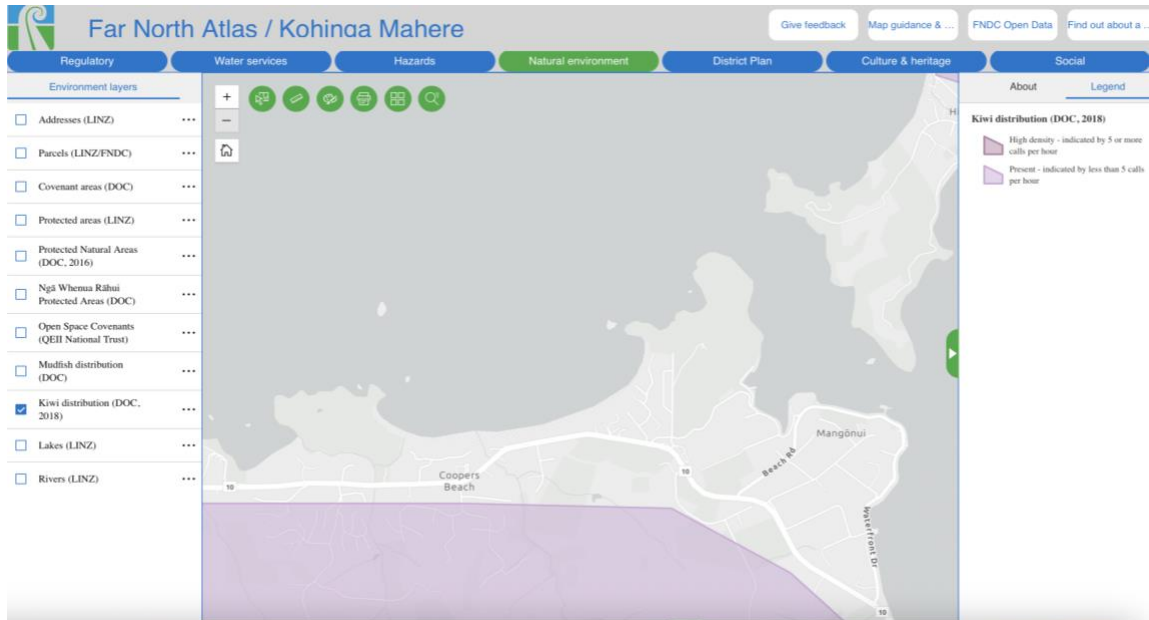 Far North Atlas / Kohinga Mahere
Give feedback
Map guidance & ...
FNDC Open Data
Find out about a ...
Regulatory
Water services
Hazards
Natural environment
District Plan
Culture & heritage
Social
Environment layers
Addresses (LINZ)
Parcels (LINZ/FNDC)
Covenant areas (DOC)
Protected areas (LINZ)
Protected Natural Areas
(DOC, 2016)
Ngā Whenua Rāhui
Protected Areas (DOC)
Open Space Covenants
(QEII National Trust)
Mudfish distribution
(DOC)
Kiwi distribution (DOC,
2018)
Lakes (LINZ)
Rivers (LINZ)
Mangōnui
Beach Rd
10
Coopers
Beach
10
Waterfront Dr
10
About
Legend
Kiwi distribution (DOC, 2018)
High density - indicated by 5 or more
calls per hour
Present - indicated by less than 5 calls
per hour